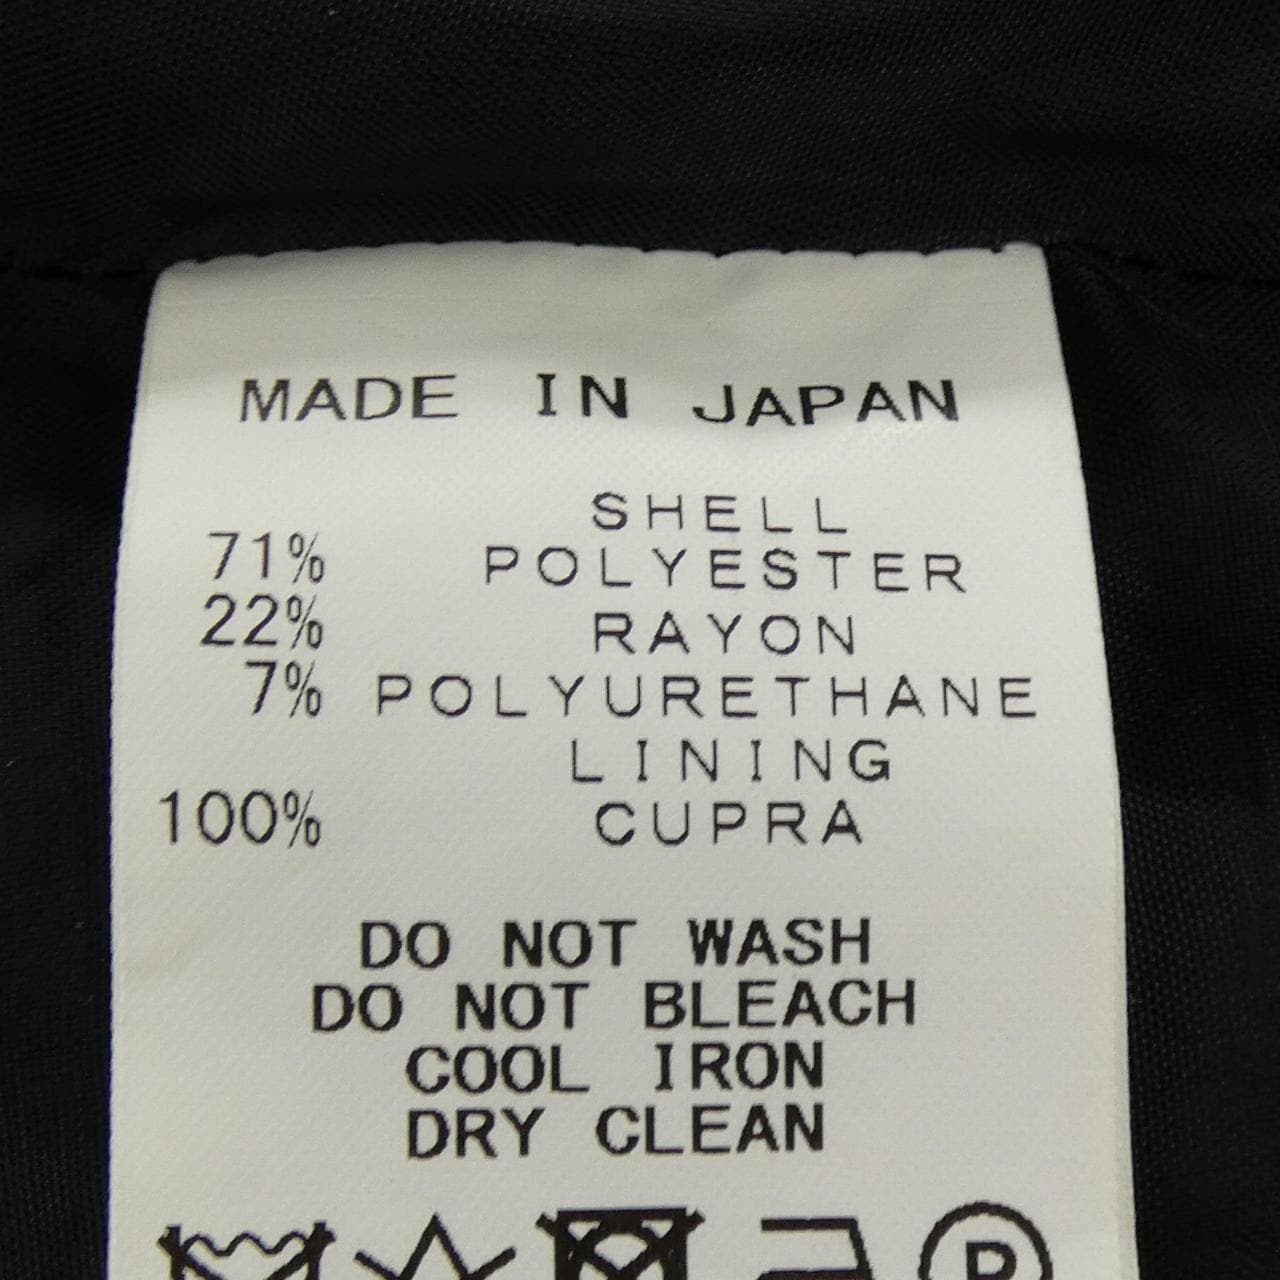 MADE IN JAPAN
SHELL
71% POLYESTER
22% RAYON
7% POLYURETHANE
LINING
100% CUPRA
DO NOT WASH
DO NOT BLEACH
COOL IRON
DRY CLEAN
P